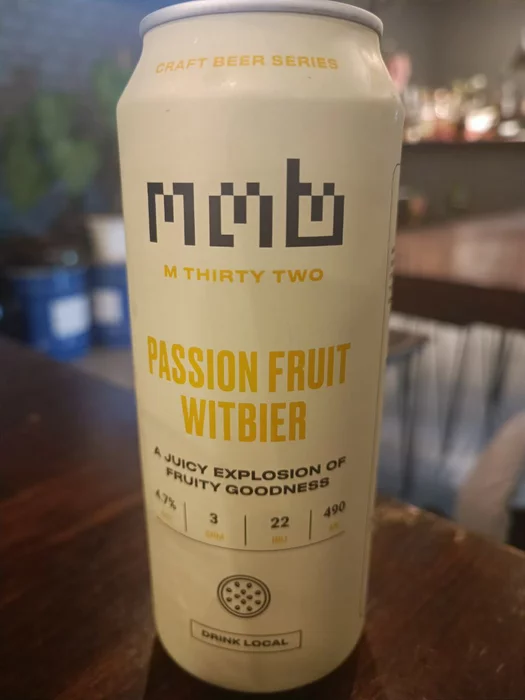 CRAFT BEER SERIES
M THIRTY TWO
PASSION FRUIT
WITBIER
A JUICY EXPLOSION OF
FRUITY GOODNESS
4.7% 3 22 490
DRINK LOCAL